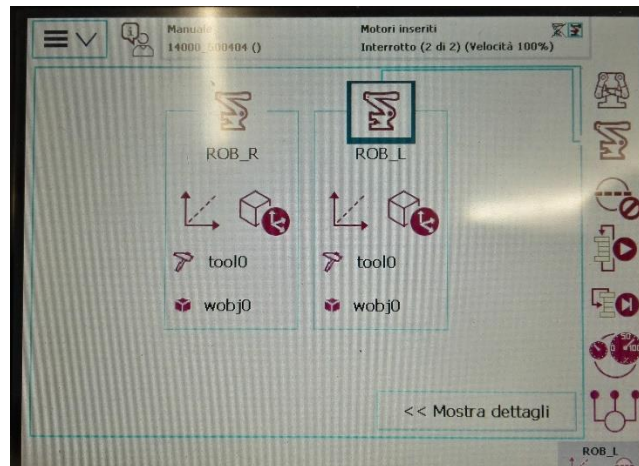 Manuale
Motori inseriti
14000_500404 ()
Interrotto (2 di 2) (Velocità 100%)
ROB_R
ROB_L
tool0
tool0
wobj0
wobj0
<< Mostra dettagli
ROB_L